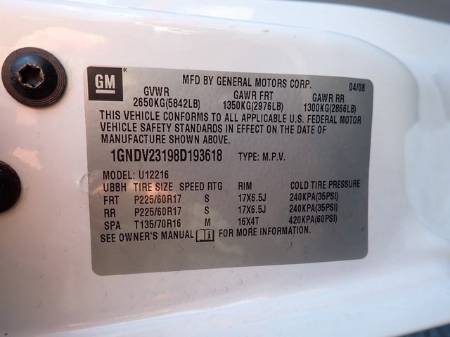 MFD BY GENERAL MOTORS CORP. 04/08
GM GVWR GAWR FRT GAWR RR
2650KG(5842LB) 1350KG(2976LB) 1300KG(2866LB)
THIS VEHICLE CONFORMS TO ALL APPLICABLE U.S. FEDERAL MOTOR
VEHICLE SAFETY STANDARDS IN EFFECT ON THE DATE OF
MANUFACTURE SHOWN ABOVE.
1GNDV23198D193618 TYPE: M.P.V.
MODEL: U12216
UBBH TIRE SIZE SPEED RTG RIM COLD TIRE PRESSURE
FRT P225/60R17 S 17X6.5J 240KPA(35PSI)
RR P225/60R17 S 17X6.5J 240KPA(35PSI)
SPA T135/70R16 M 16X4T 420KPA(60PSI)
SEE OWNER'S MANUAL FOR MORE INFORMATION.